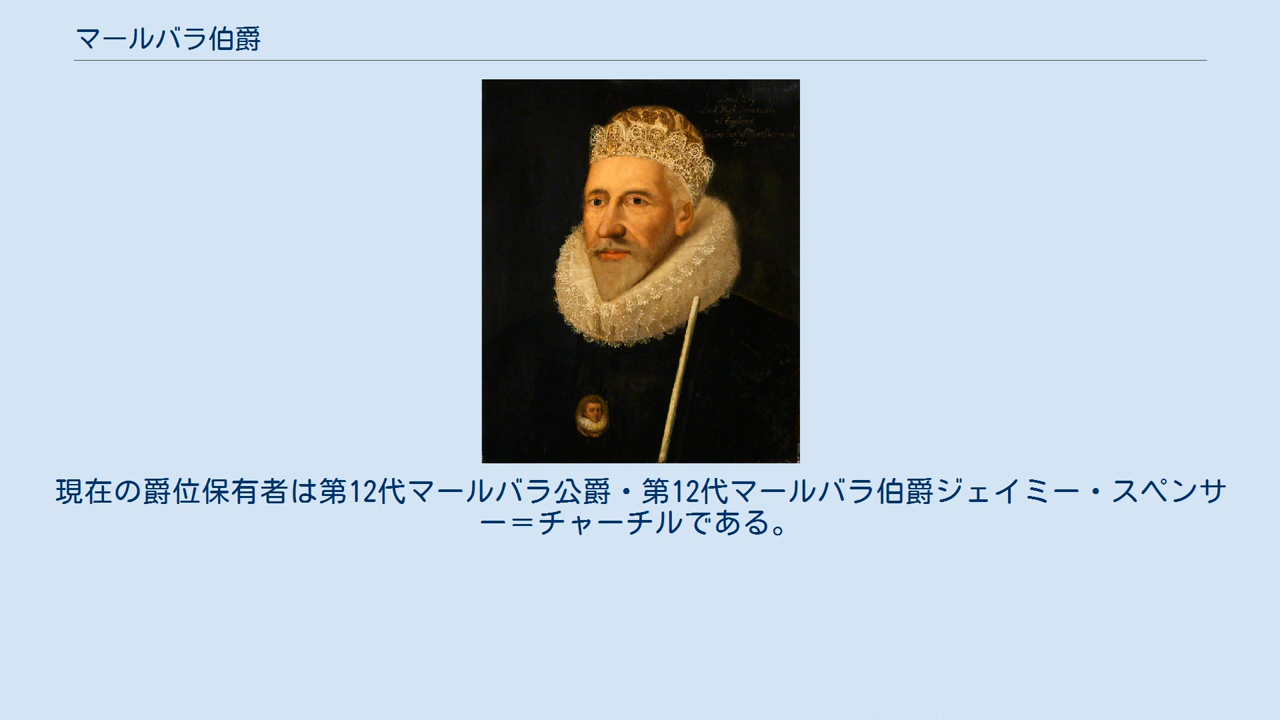 マールバラ伯爵
of England
現在の爵位保有者は第12代マールバラ公爵・第12代マールバラ伯爵ジェイミー・スペンサ
ー＝チャーチルである。